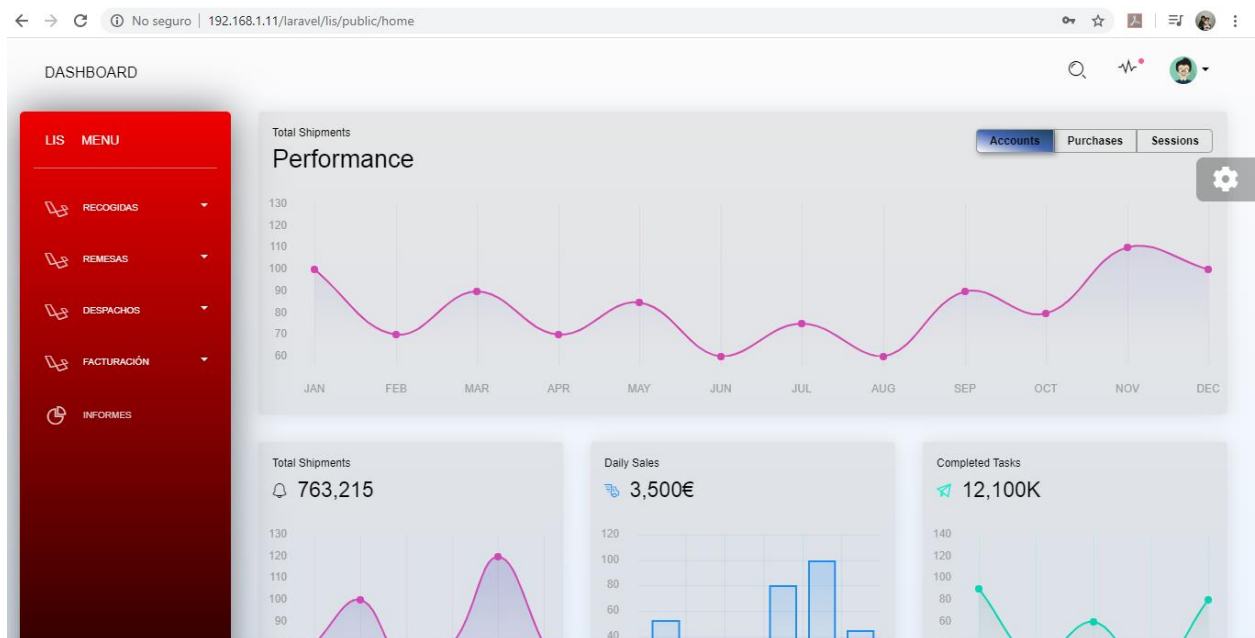 No seguro | 192.168.1.11/laravel/lis/public/home
DASHBOARD
LIS MENU
RECOGIDAS
REMESAS
DESPACHOS
FACTURACIÓN
INFORMES
Total Shipments
Performance
Accounts Purchases Sessions
130
120
110
100
90
80
70
60
JAN FEB MAR APR MAY JUN JUL AUG SEP OCT NOV DEC
Total Shipments
763,215
130
120
110
100
90
Daily Sales
3,500€
120
100
80
60
40
Completed Tasks
12,100K
140
120
100
80
60